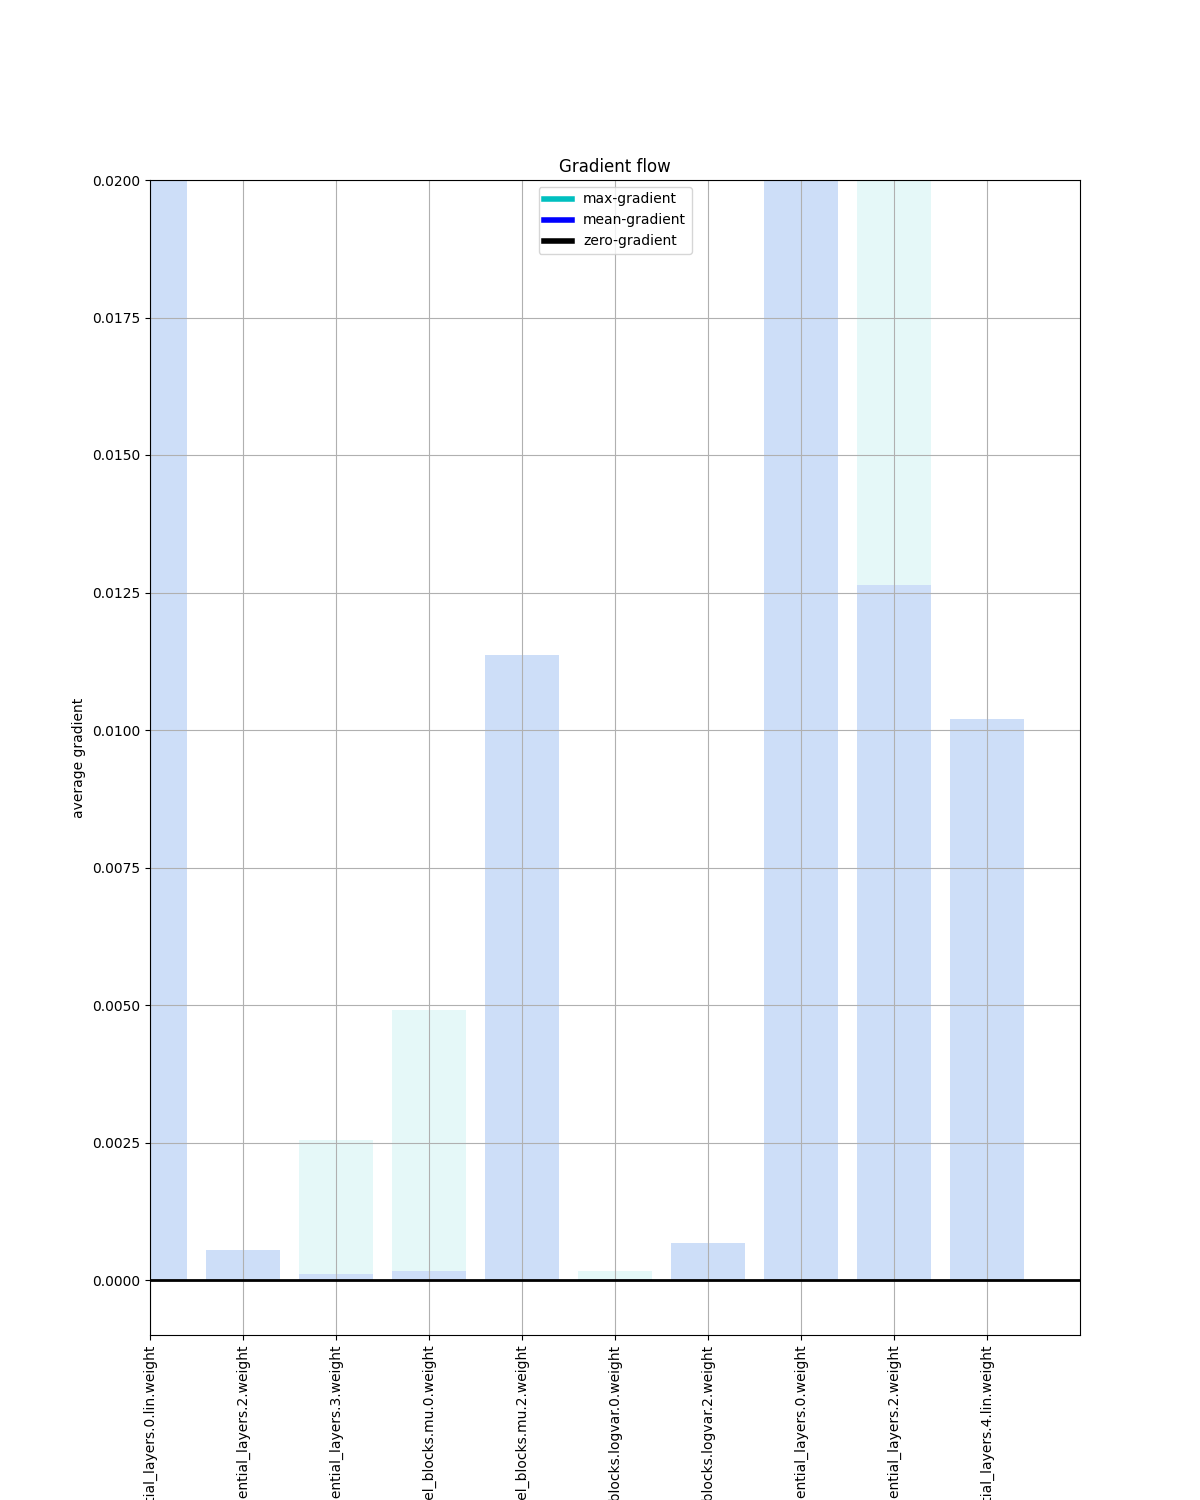 Gradient flow
max-gradient
mean-gradient
zero-gradient
average gradient
0.0200
0.0175
0.0150
0.0125
0.0100
0.0075
0.0050
0.0025
0.0000
tial_layers.0.lin.weight
ential_layers.2.weight
ential_layers.3.weight
el_blocks.mu.0.weight
el_blocks.mu.2.weight
blocks.logvar.0.weight
blocks.logvar.2.weight
ential_layers.0.weight
ential_layers.2.weight
tial_layers.4.lin.weight